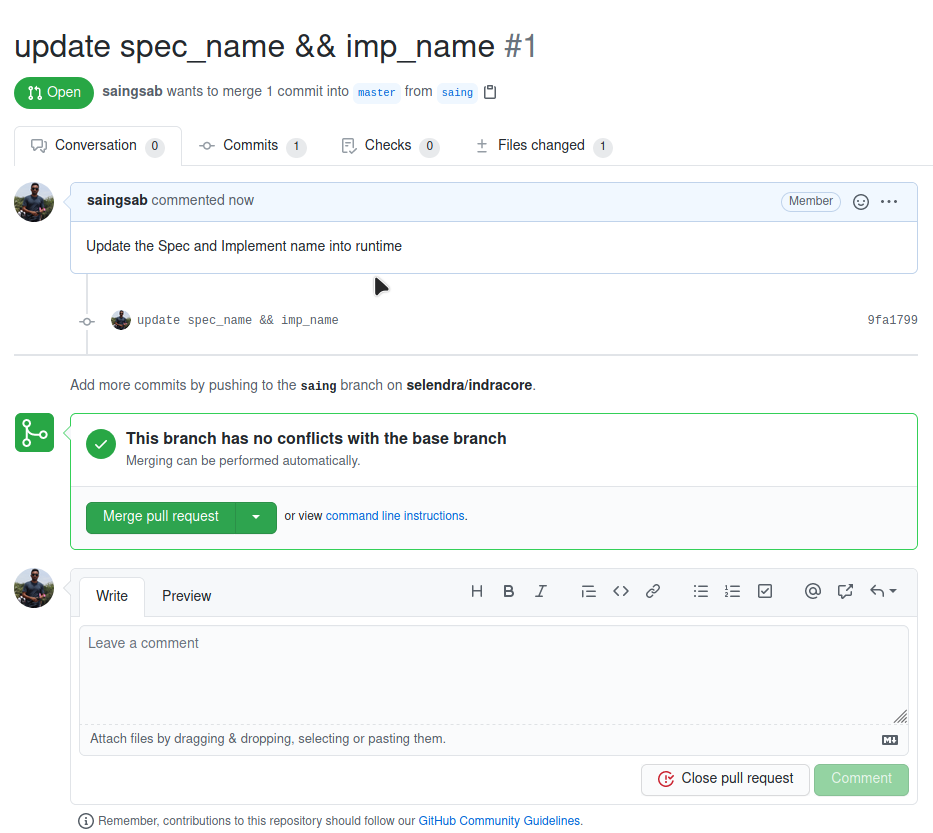 update spec_name && imp_name #1
Open saingsab wants to merge 1 commit into master from saing
Conversation 0 Commits 1 Checks 0 Files changed 1
saingsab commented now Member
Update the Spec and Implement name into runtime
update spec_name && imp_name 9fa1799
Add more commits by pushing to the saing branch on selendra/indracore.
This branch has no conflicts with the base branch
Merging can be performed automatically.
Merge pull request or view command line instructions.
Write Preview
Leave a comment
Attach files by dragging & dropping, selecting or pasting them.
Close pull request Comment
Remember, contributions to this repository should follow our GitHub Community Guidelines.